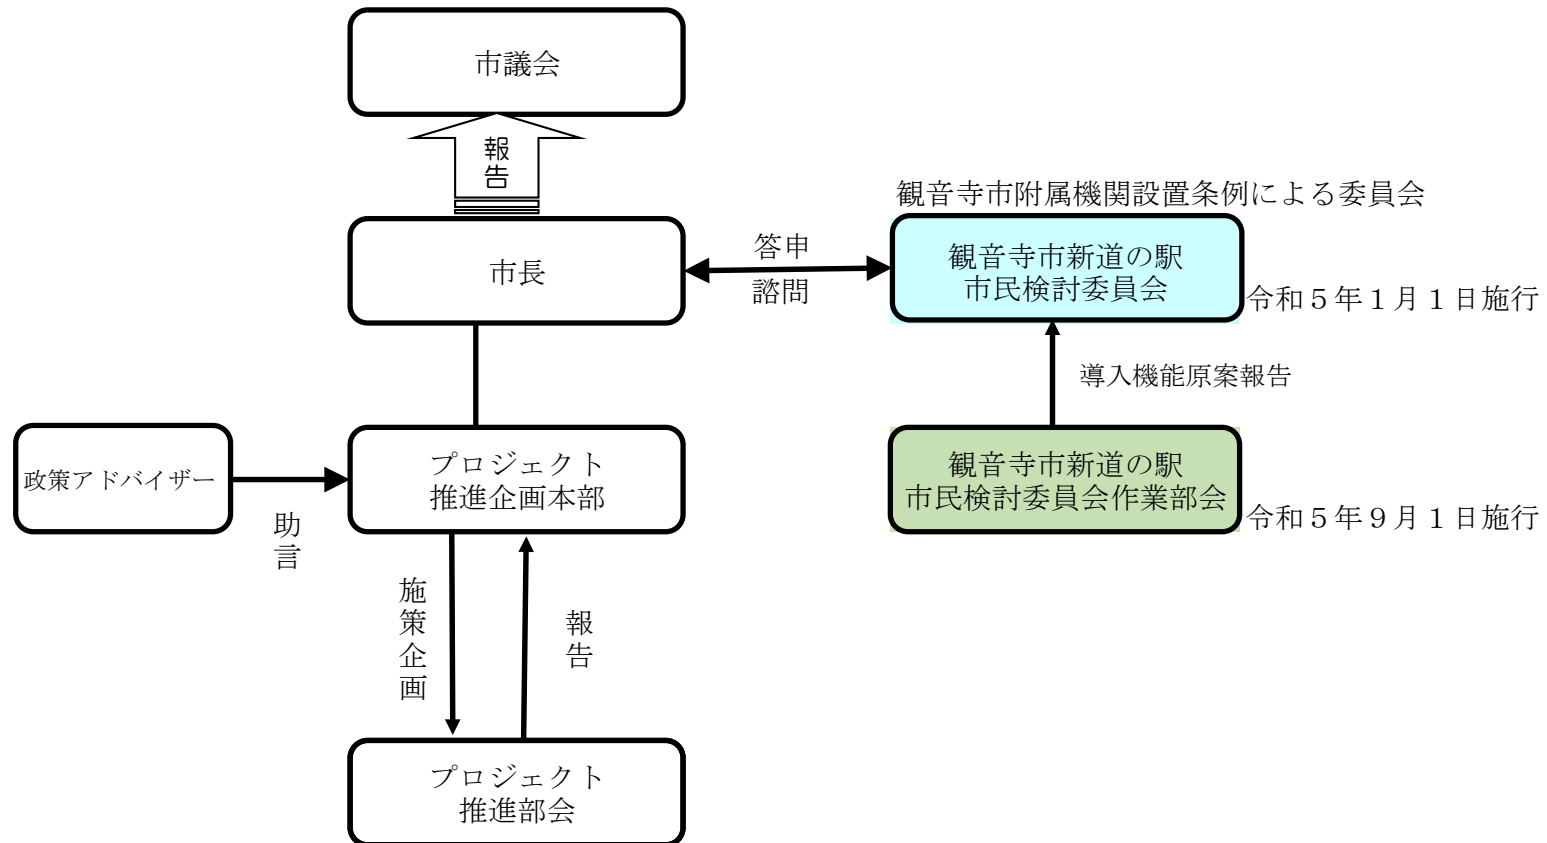 市議会
報告
観音寺市附属機関設置条例による委員会
市長
答申
諮問
観音寺市新道の駅
市民検討委員会
令和５年１月１日施行
導入機能原案報告
政策アドバイザー
助言
プロジェクト
推進企画本部
観音寺市新道の駅
市民検討委員会作業部会
令和５年９月１日施行
施策企画
報告
プロジェクト
推進部会